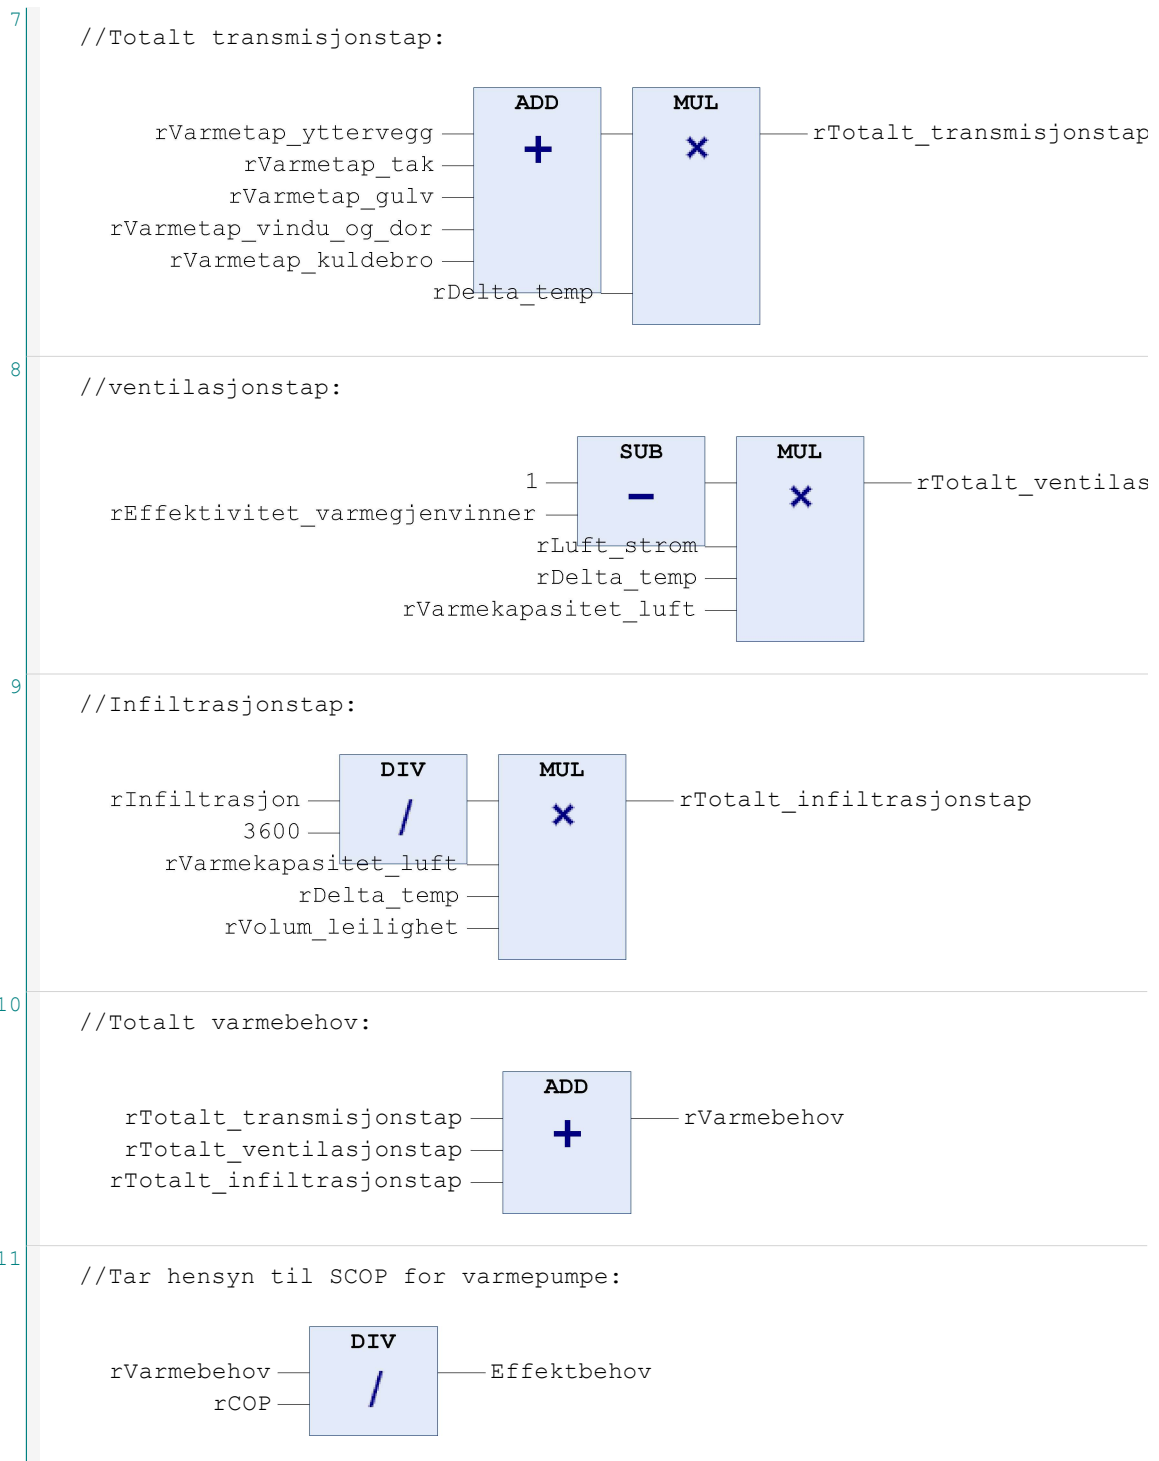 7
//Totalt transmisjonstap:
ADD MUL
rVarmetap_yttervegg + × rTotalt_transmisjonstap
rVarmetap_tak
rVarmetap_gulv
rVarmetap_vindu_og_dor
rVarmetap_kuldebro
rDelta_temp
8
//ventilasjonstap:
SUB MUL
1 − × rTotalt_ventilas
rEffektivitet_varmegjenvinner
rLuft_strom
rDelta_temp
rVarmekapasitet_luft
9
//Infiltrasjonstap:
DIV MUL
rInfiltrasjon / × rTotalt_infiltrasjonstap
3600
rVarmekapasitet_luft
rDelta_temp
rVolum_leilighet
10
//Totalt varmebehov:
ADD
rTotalt_transmisjonstap + rVarmebehov
rTotalt_ventilasjonstap
rTotalt_infiltrasjonstap
11
//Tar hensyn til SCOP for varmepumpe:
DIV
rVarmebehov / Effektbehov
rCOP